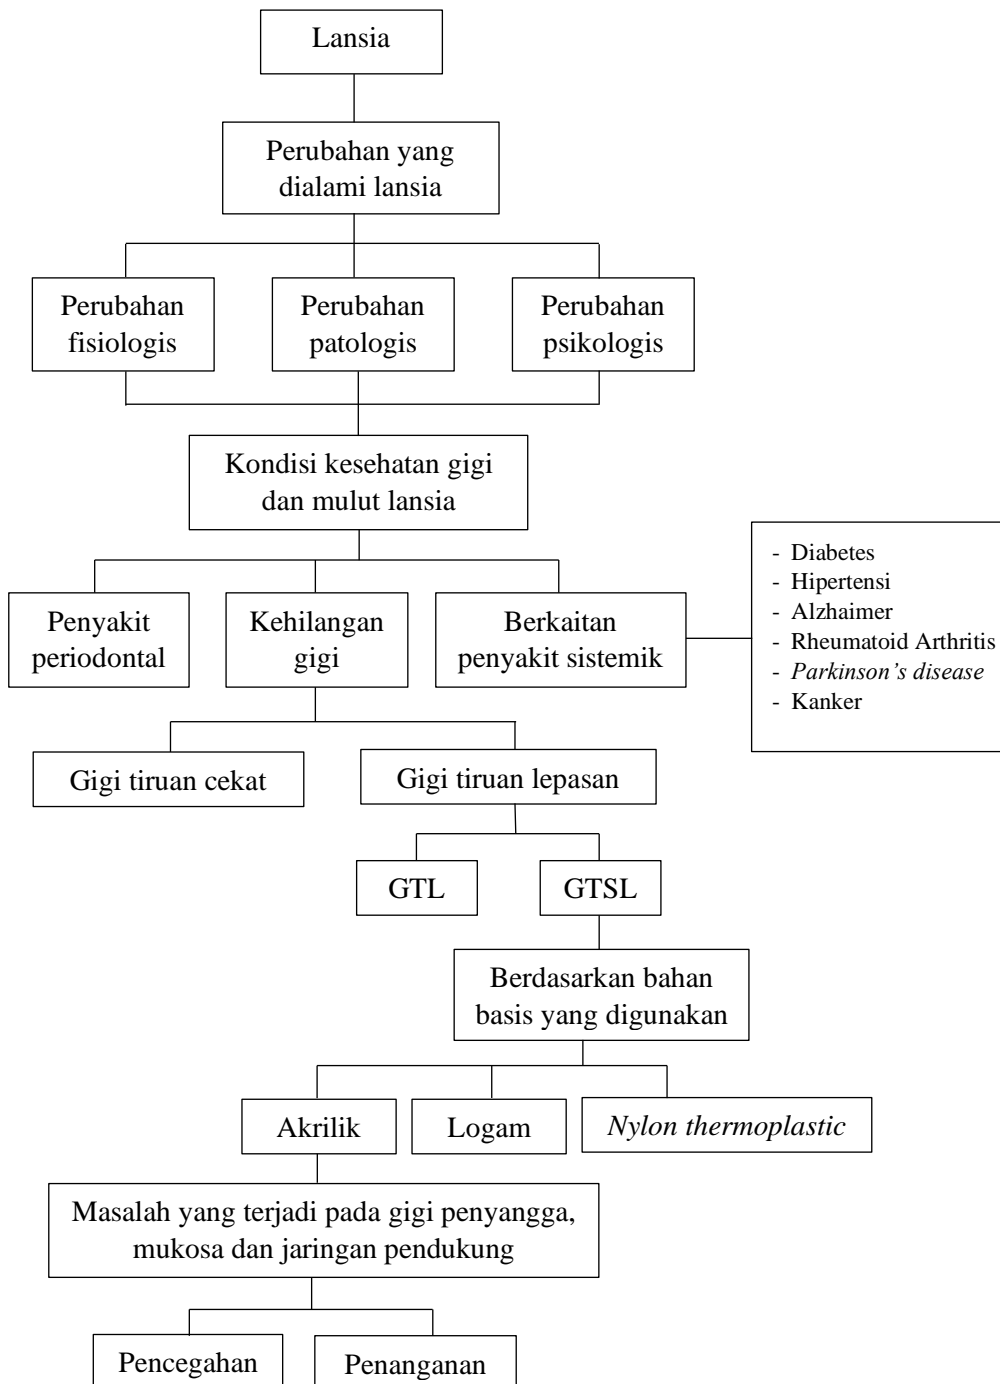 Lansia
Perubahan yang
dialami lansia
Perubahan
fisiologis
Perubahan
patologis
Perubahan
psikologis
Kondisi kesehatan gigi
dan mulut lansia
Penyakit
periodontal
Kehilangan
gigi
Berkaitan
penyakit sistemik
- Diabetes
- Hipertensi
- Alzhaimer
- Rheumatoid Arthritis
- Parkinson’s disease
- Kanker
Gigi tiruan cekat
Gigi tiruan lepasan
GTL
GTSL
Berdasarkan bahan
basis yang digunakan
Akrilik
Logam
Nylon thermoplastic
Masalah yang terjadi pada gigi penyangga,
mukosa dan jaringan pendukung
Pencegahan
Penanganan